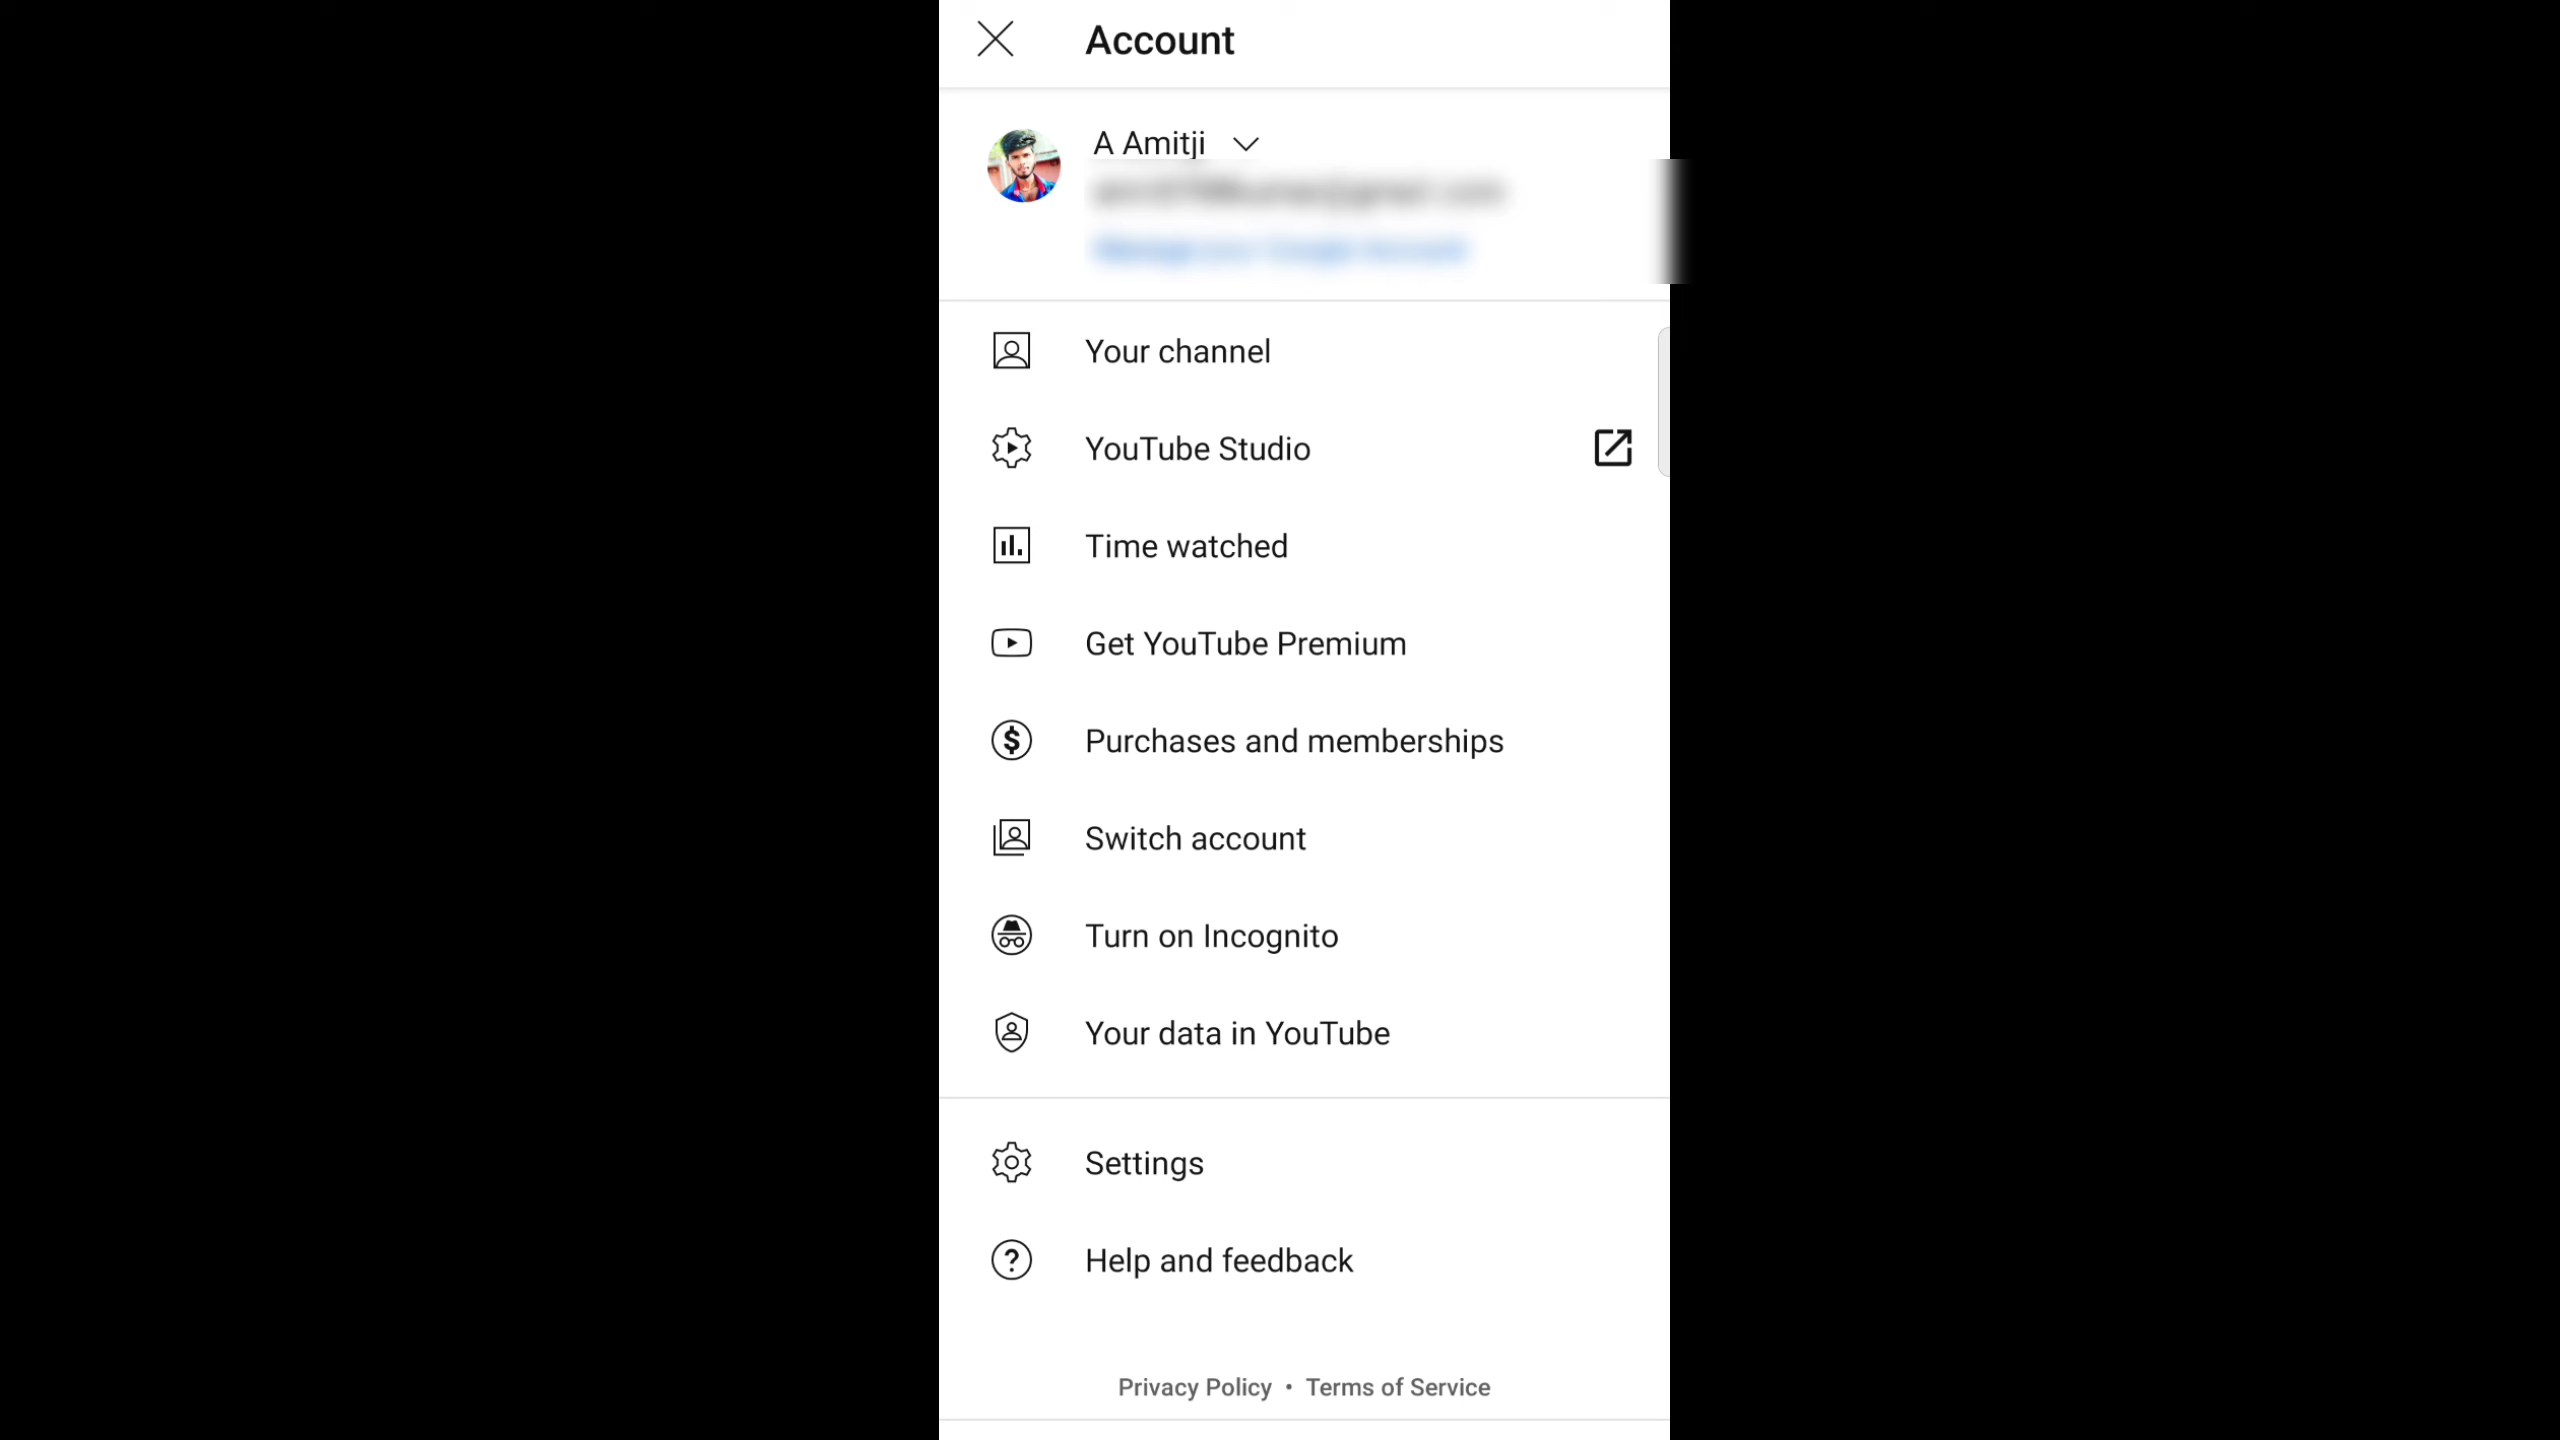 Account
A Amitji
Your channel
YouTube Studio
Time watched
Get YouTube Premium
Purchases and memberships
Switch account
Turn on Incognito
Your data in YouTube
Settings
Help and feedback
Privacy Policy • Terms of Service